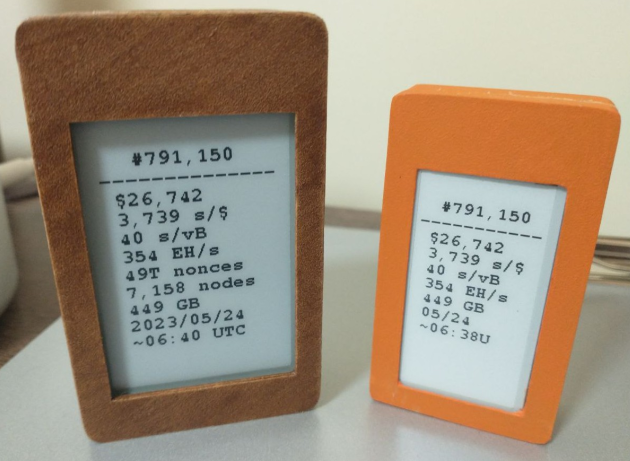 #791,150
--------------------
$26,742
3,739 s/$
40 s/vB
354 EH/s
49T nonces
7,158 nodes
449 GB
2023/05/24
~06:40 UTC
#791,150
--------------
$26,742
3,739 s/$
40 s/vB
354 EH/s
449 GB
05/24
~06:38U